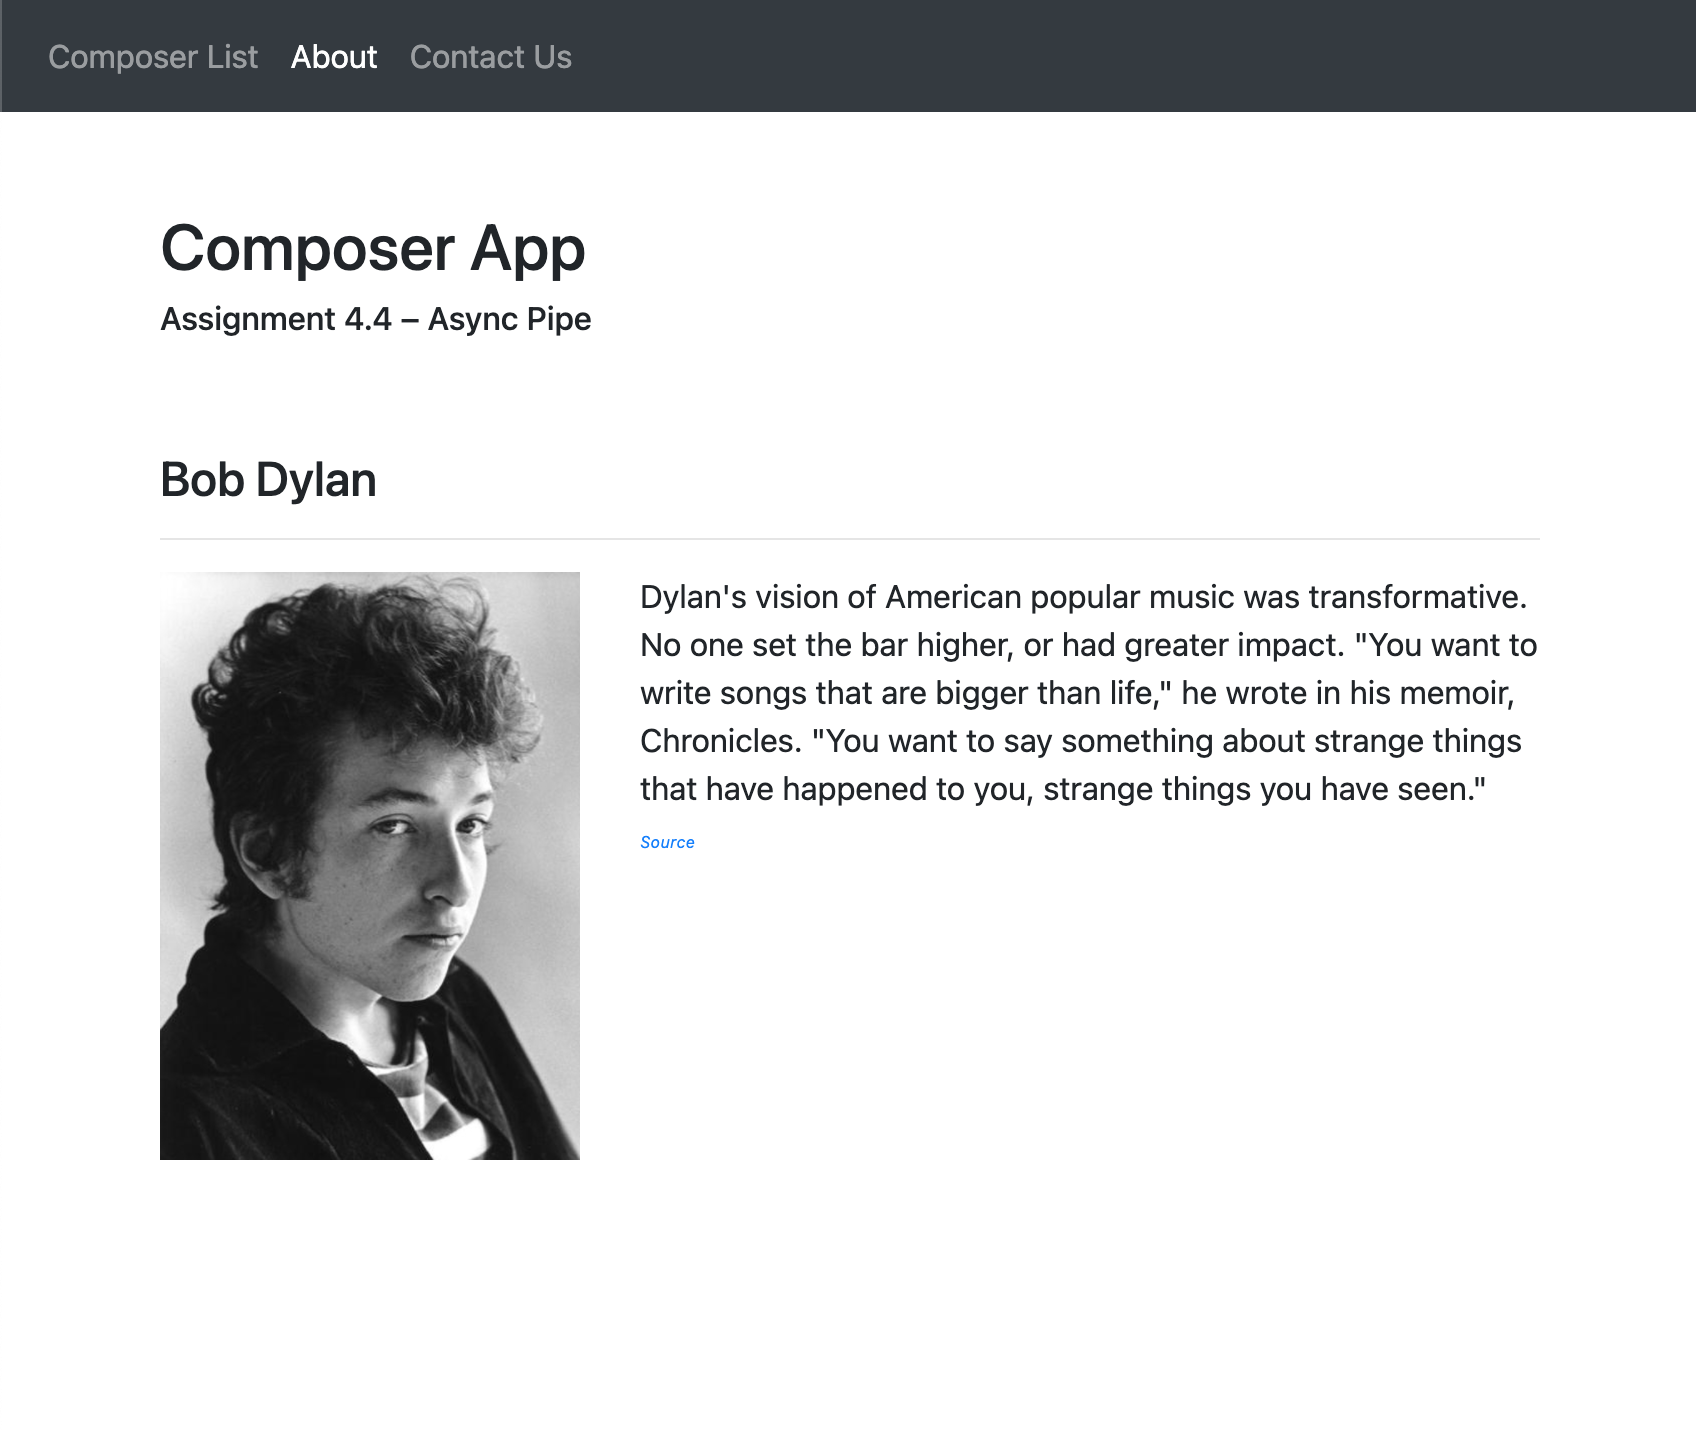 Composer List About Contact Us
Composer App
Assignment 4.4 – Async Pipe
Bob Dylan
Dylan's vision of American popular music was transformative.
No one set the bar higher, or had greater impact. "You want to
write songs that are bigger than life," he wrote in his memoir,
Chronicles. "You want to say something about strange things
that have happened to you, strange things you have seen."
Source